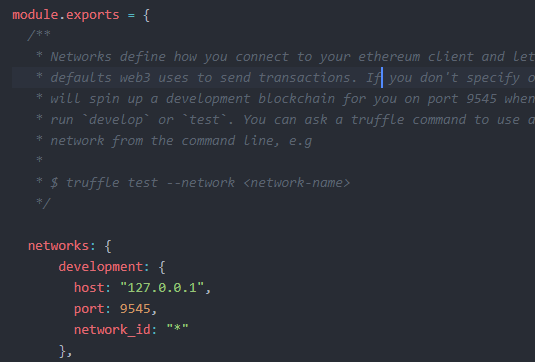 module.exports = {
/**
* Networks define how you connect to your ethereum client and let
* defaults web3 uses to send transactions. If you don't specify o
* will spin up a development blockchain for you on port 9545 when
* run `develop` or `test`. You can ask a truffle command to use a
* network from the command line, e.g
*
* $ truffle test --network <network-name>
*/
networks: {
development: {
host: "127.0.0.1",
port: 9545,
network_id: "*"
},